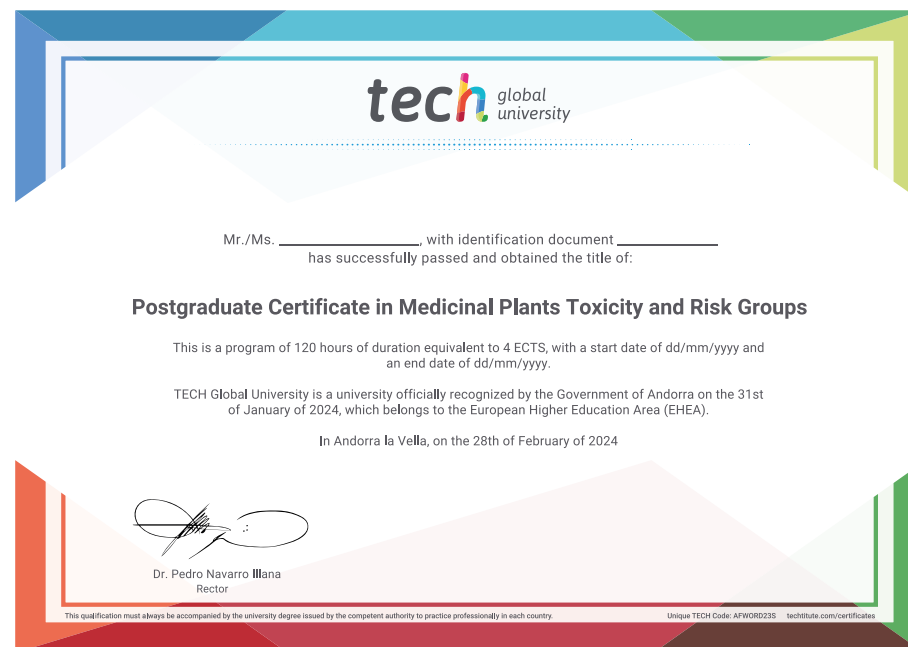 tech global
university
Mr./Ms. ____________, with identification document ____________
has successfully passed and obtained the title of:
Postgraduate Certificate in Medicinal Plants Toxicity and Risk Groups
This is a program of 120 hours of duration equivalent to 4 ECTS, with a start date of dd/mm/yyyy and
an end date of dd/mm/yyyy.
TECH Global University is a university officially recognized by the Government of Andorra on the 31st
of January of 2024, which belongs to the European Higher Education Area (EHEA).
In Andorra la Vella, on the 28th of February of 2024
Dr. Pedro Navarro Illana
Rector
This qualification must always be accompanied by the university degree issued by the competent authority to practice professionally in each country.
Unique TECH Code: AFWORD23S techtitute.com/certificates